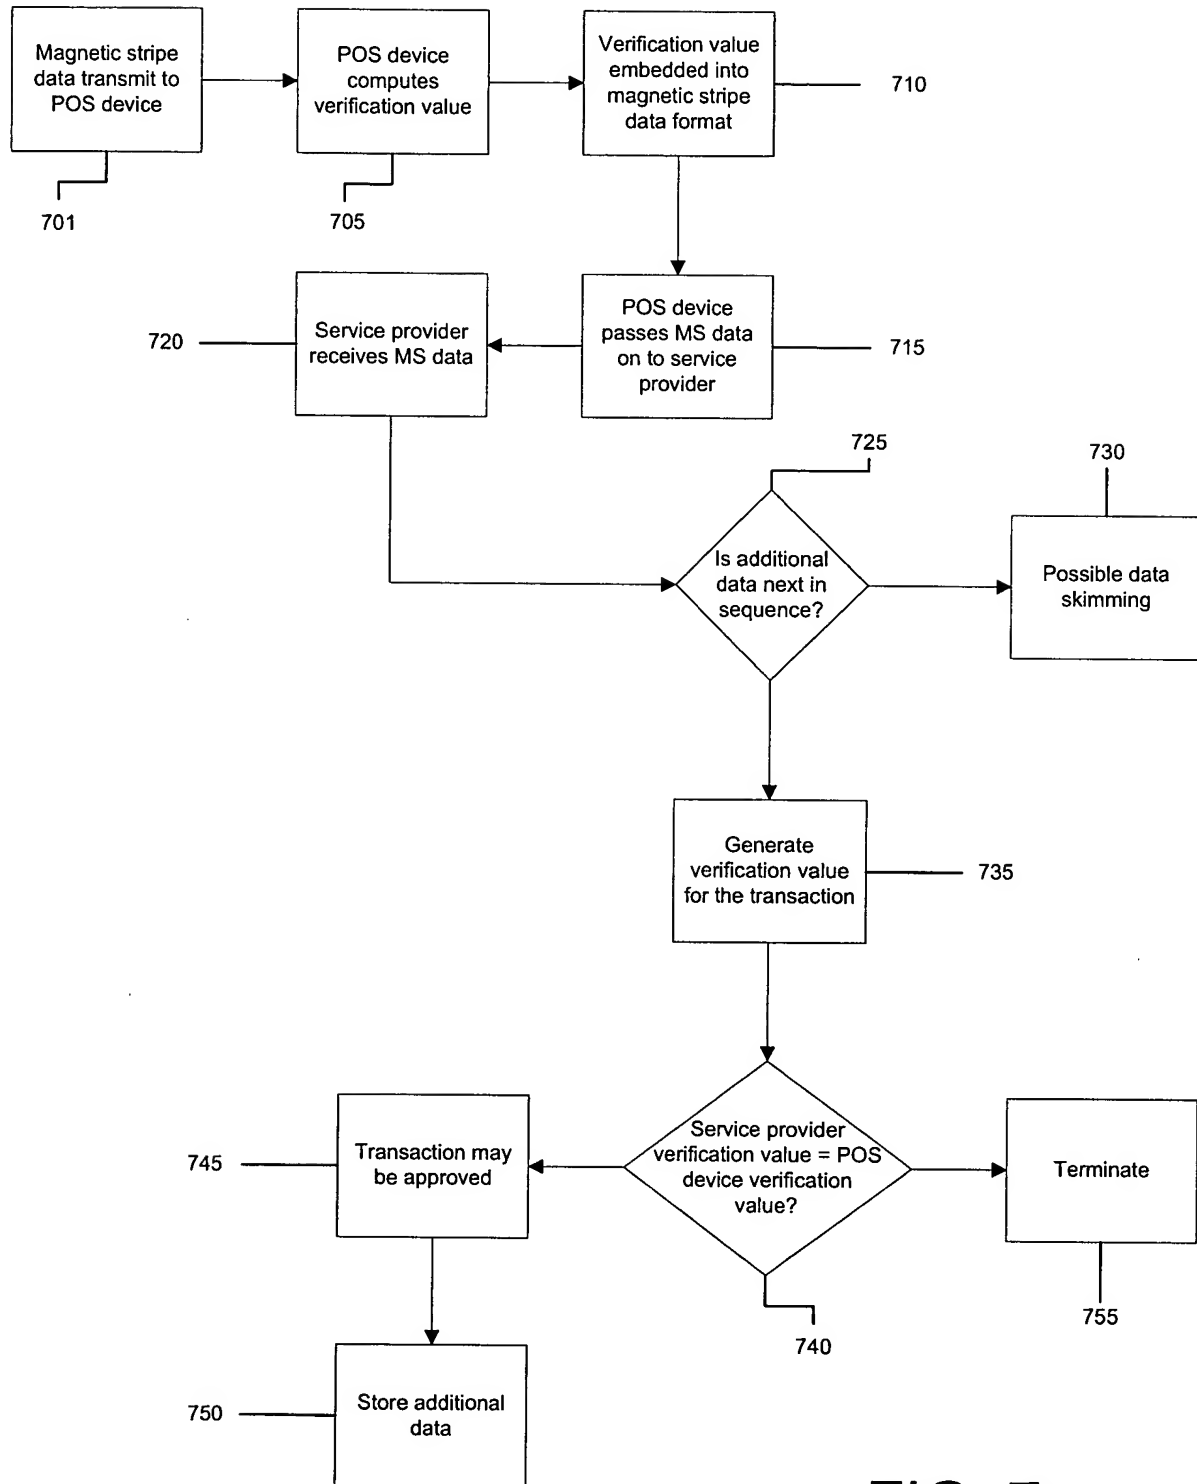 Magnetic stripe
data transmit to
POS device
701
POS device
computes
verification value
705
Verification value
embedded into
magnetic stripe
data format
710
POS device
passes MS data
on to service
provider
715
Service provider
receives MS data
720
Is additional
data next in
sequence?
725
Possible data
skimming
730
Generate
verification value
for the transaction
735
Service provider
verification value = POS
device verification
value?
740
Transaction may
be approved
745
Terminate
755
Store additional
data
750